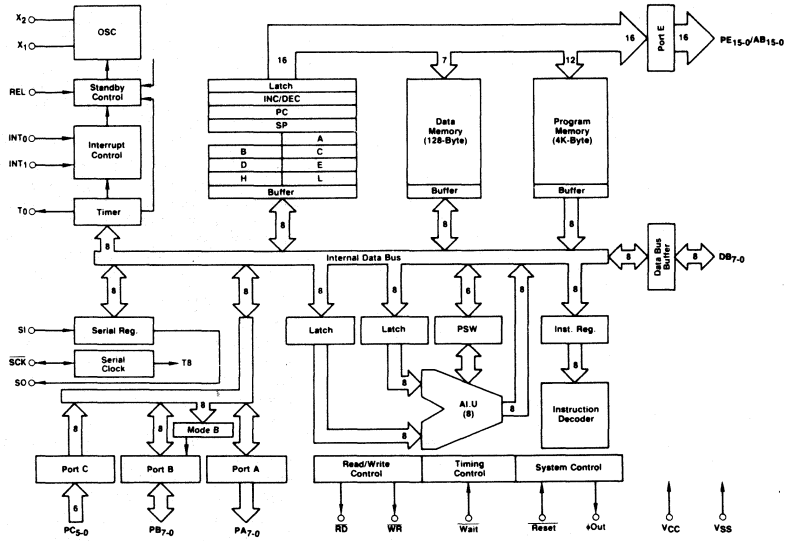 X2
OSC
X1
REL
Standby
Control
INT0
Interrupt
Control
INT1
T0
Timer
8
16
Latch
INC/DEC
PC
SP
A
B
C
D
E
H
L
Buffer
8
7
Data
Memory
(128-Byte)
Buffer
8
12
Program
Memory
(4K-Byte)
Buffer
8
16
Port E
16
PE15-0/AB15-0
Internal Data Bus
8
Data Bus
Buffer
8
DB7-0
8
8
8
8
6
8
8
SI
Serial Reg.
SCK
Serial
Clock
T8
SO
Latch
Latch
PSW
Inst. Reg.
8
8
8
ALU
(8)
8
8
Instruction
Decoder
8
8
8
8
Mode B
Port C
Port B
Port A
6
PC5-0
PB7-0
PA7-0
Read/Write
Control
Timing
Control
System Control
RD
WR
Wait
Reset
ϕOut
VCC
VSS